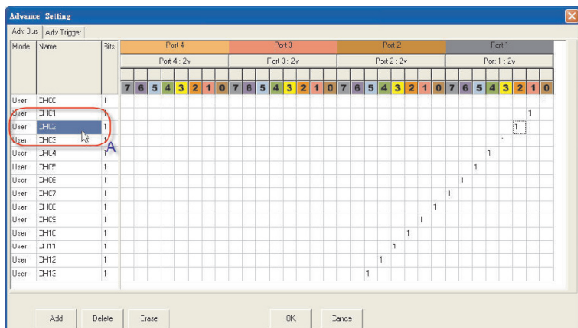 Advance Setting
Adv Bus Adv Trigger
Mode Name Bits Port 4 Port 3 Port 2 Port 1
Port 4 : 2v Port 3 : 2v Port 2 : 2v Port 1 : 2v
7 6 5 4 3 2 1 0 7 6 5 4 3 2 1 0 7 6 5 4 3 2 1 0 7 6 5 4 3 2 1 0
User CH00 1
User CH01 1 1
User CH02 1 1
User CH03 1
A
User CH04 1 1
User CH05 1 1
User CH06 1 1
User CH07 1 1
User CH08 1 1
User CH09 1 1
User CH10 1 1
User CH11 1 1
User CH12 1 1
User CH13 1 1
Add Delete Erase OK Cancel